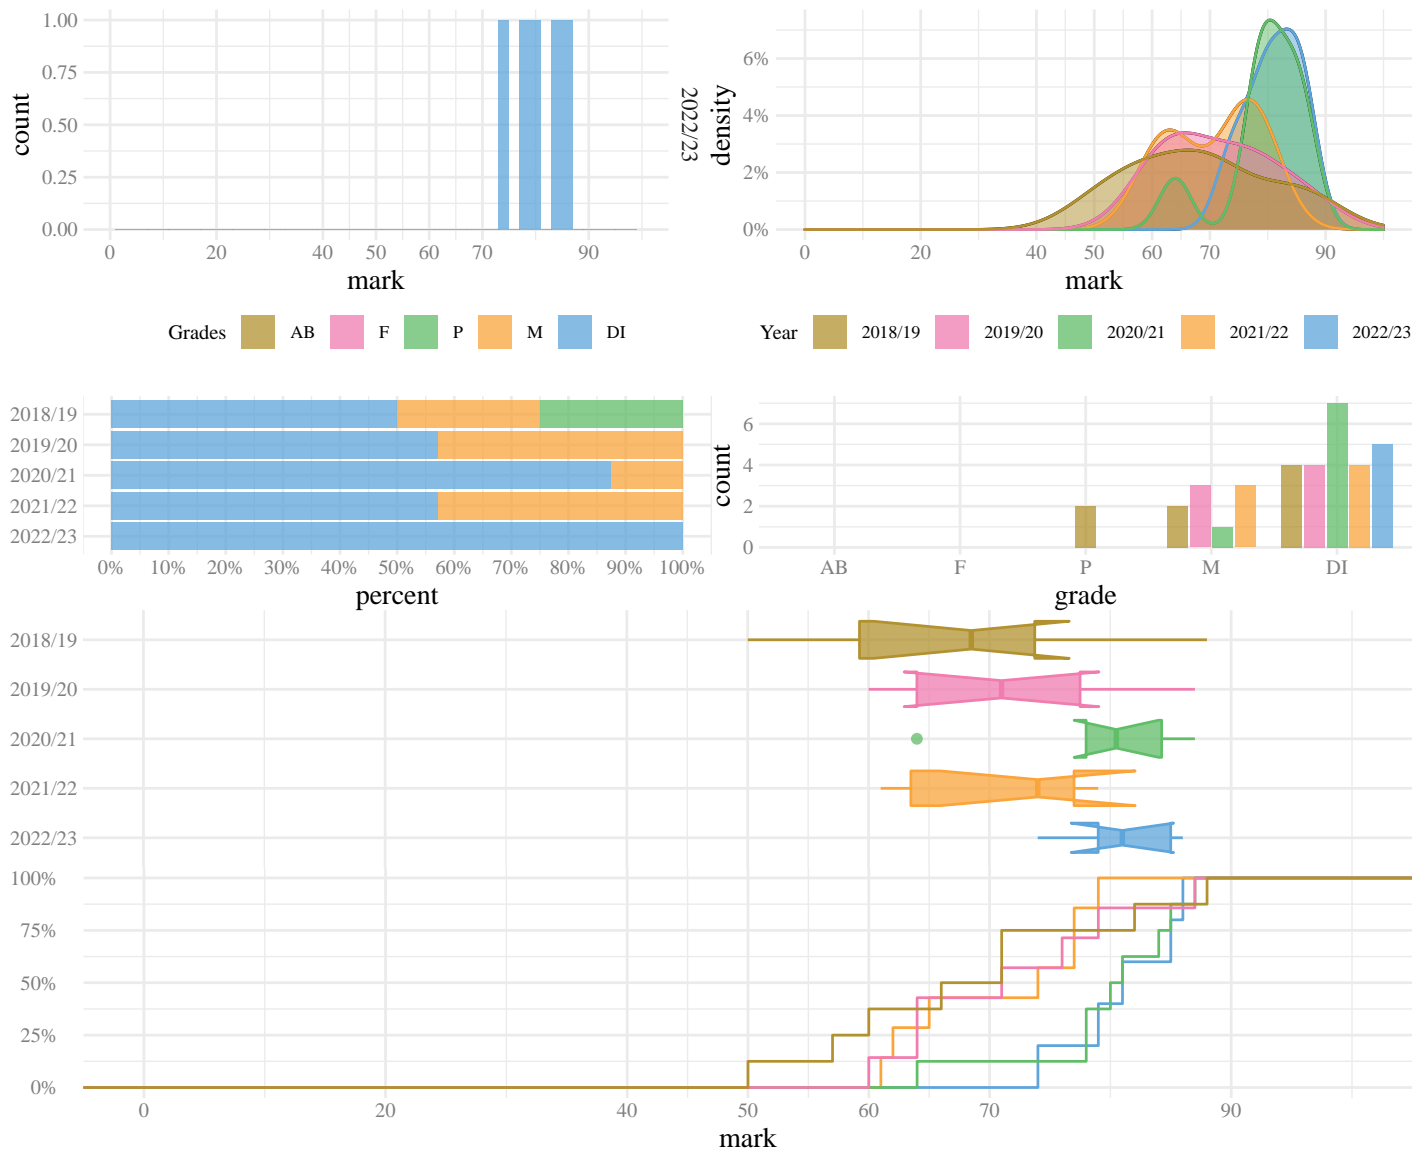 1.00
0.75
0.50
0.25
0.00
count
0 20 40 50 60 70 90
mark
2022/23
Grades AB F P M DI
6%
4%
2%
0%
density
0 20 40 50 60 70 90
mark
Year 2018/19 2019/20 2020/21 2021/22 2022/23
2018/19
2019/20
2020/21
2021/22
2022/23
0% 10% 20% 30% 40% 50% 60% 70% 80% 90% 100%
percent
6
4
2
0
count
AB F P M DI
grade
2018/19
2019/20
2020/21
2021/22
2022/23
100%
75%
50%
25%
0%
0 20 40 50 60 70 90
mark